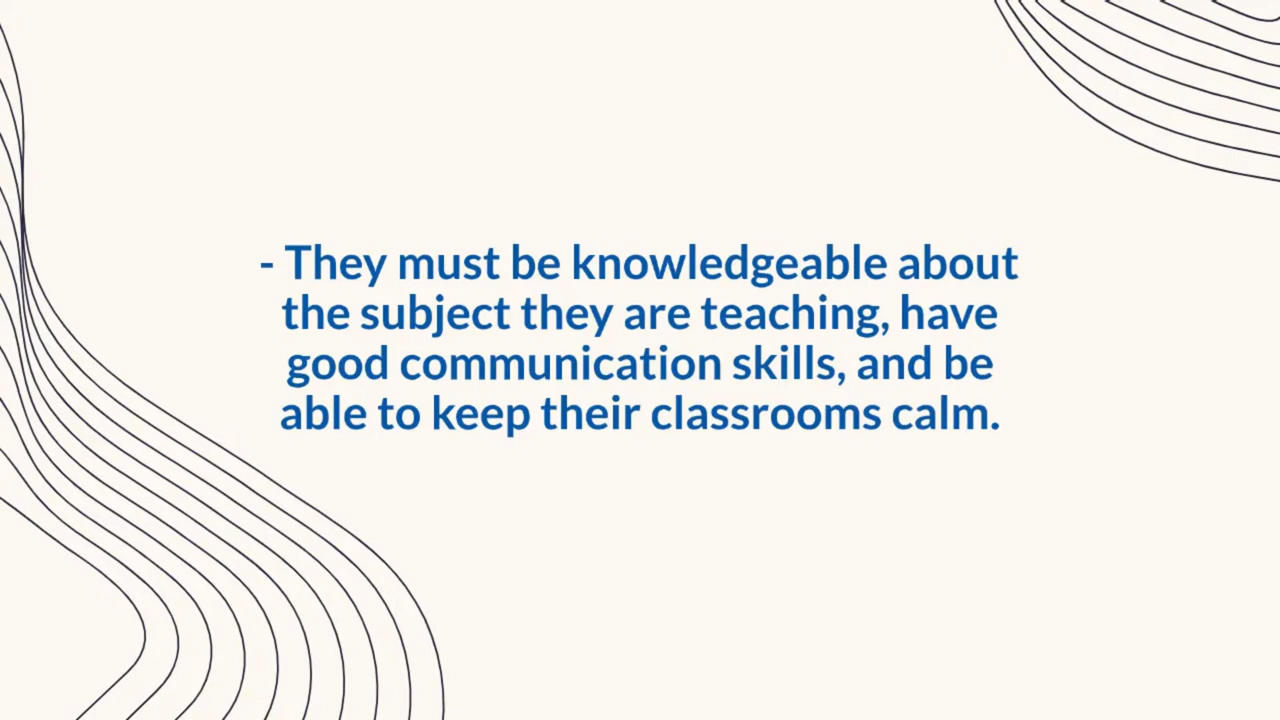 - They must be knowledgeable about
the subject they are teaching, have
good communication skills, and be
able to keep their classrooms calm.